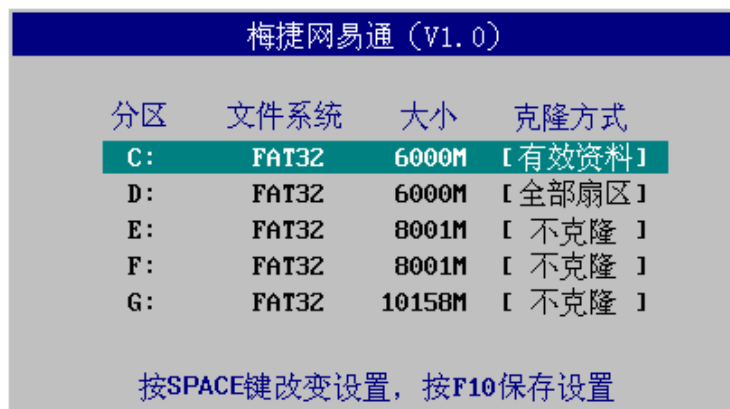 梅捷网易通（V1.0）
分区 文件系统 大小 克隆方式
C: FAT32 6000M [有效资料]
D: FAT32 6000M [全部扇区]
E: FAT32 8001M [ 不克隆 ]
F: FAT32 8001M [ 不克隆 ]
G: FAT32 10158M [ 不克隆 ]
按SPACE键改变设置，按F10保存设置